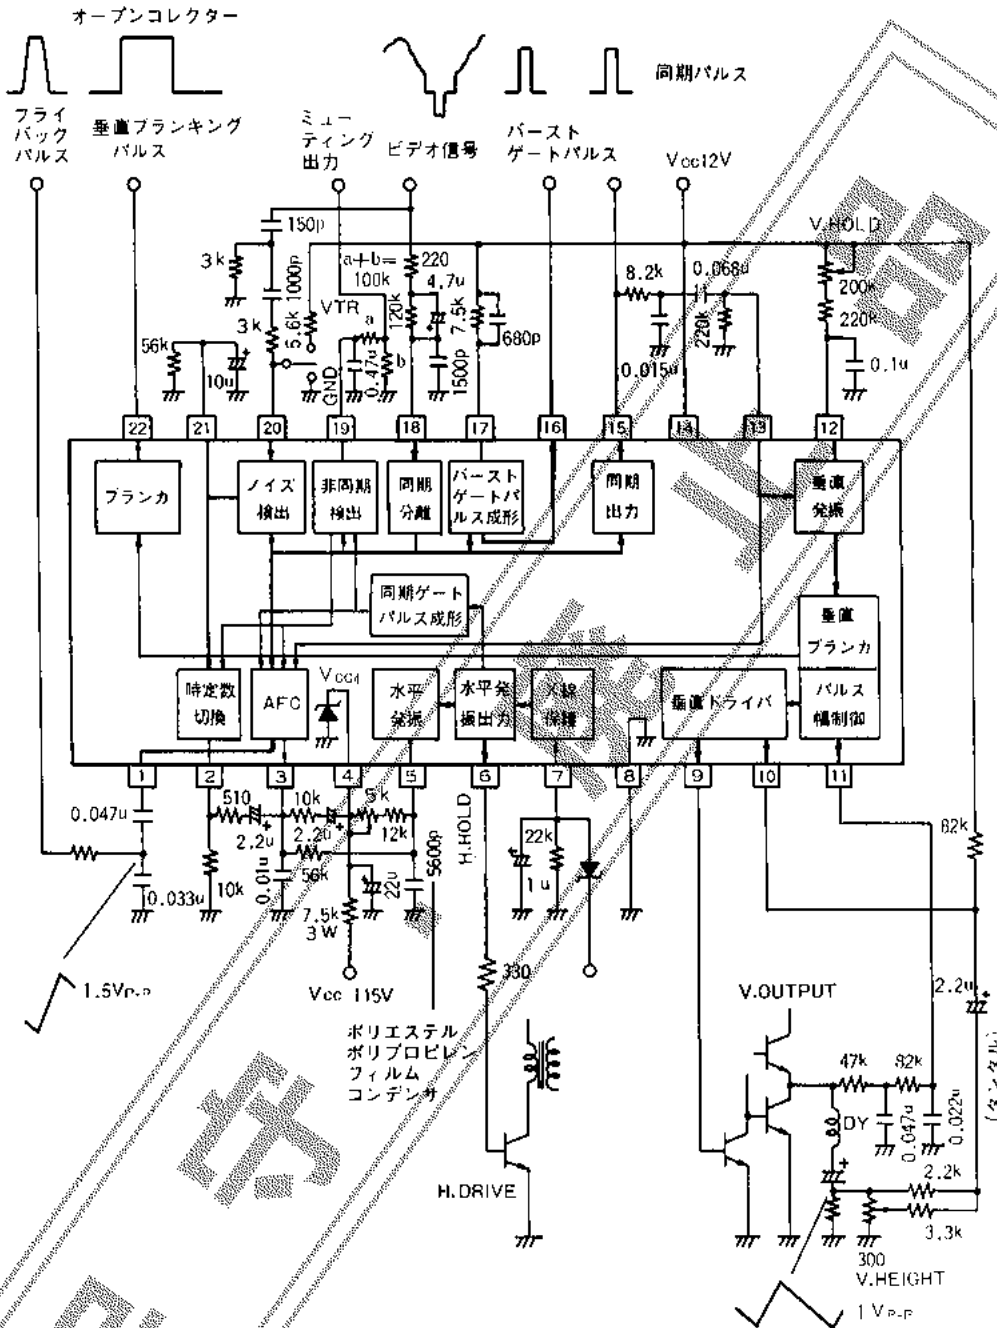 オープンコレクター
フライ
バック
パルス
垂直ブランキング
パルス
ミュー
ティング
出力
ビデオ信号
バースト
ゲートパルス
同期パルス
Vcc12V
V.HOLD
150p
3k
1000p
3k
5.6k
VTR
GND
a+b=
100k
a
b
0.47u
220
4.7u
120k
1500p
7.5k
680p
8.2k
0.068u
0.015u
220k
200k
220k
0.1u
56k
10u
22
21
20
19
18
17
16
15
14
13
12
ブランカ
ノイズ
検出
非同期
検出
同期
分離
バースト
ゲートパ
ルス成形
同期
出力
垂直
発振
同期ゲート
パルス成形
垂直
ブランカ
パルス
幅制御
時定数
切換
AFC
Vcc4
水平
発振
水平発
振出力
X線
保護
垂直ドライバ
1
2
3
4
5
6
7
8
9
10
11
0.047u
0.033u
510
2.2u
10k
10k
2.2u
0.01u
56k
5k
12k
22u
7.5k
3W
5600p
H.HOLD
22k
1u
82k
1.5VP-P
Vcc 115V
ポリエステル
ポリプロピレン
フィルム
コンデンサ
330
H.DRIVE
V.OUTPUT
47k
82k
DY
0.047u
0.022u
2.2u
(タンタル)
2.2k
3.3k
300
V.HEIGHT
1VP-P